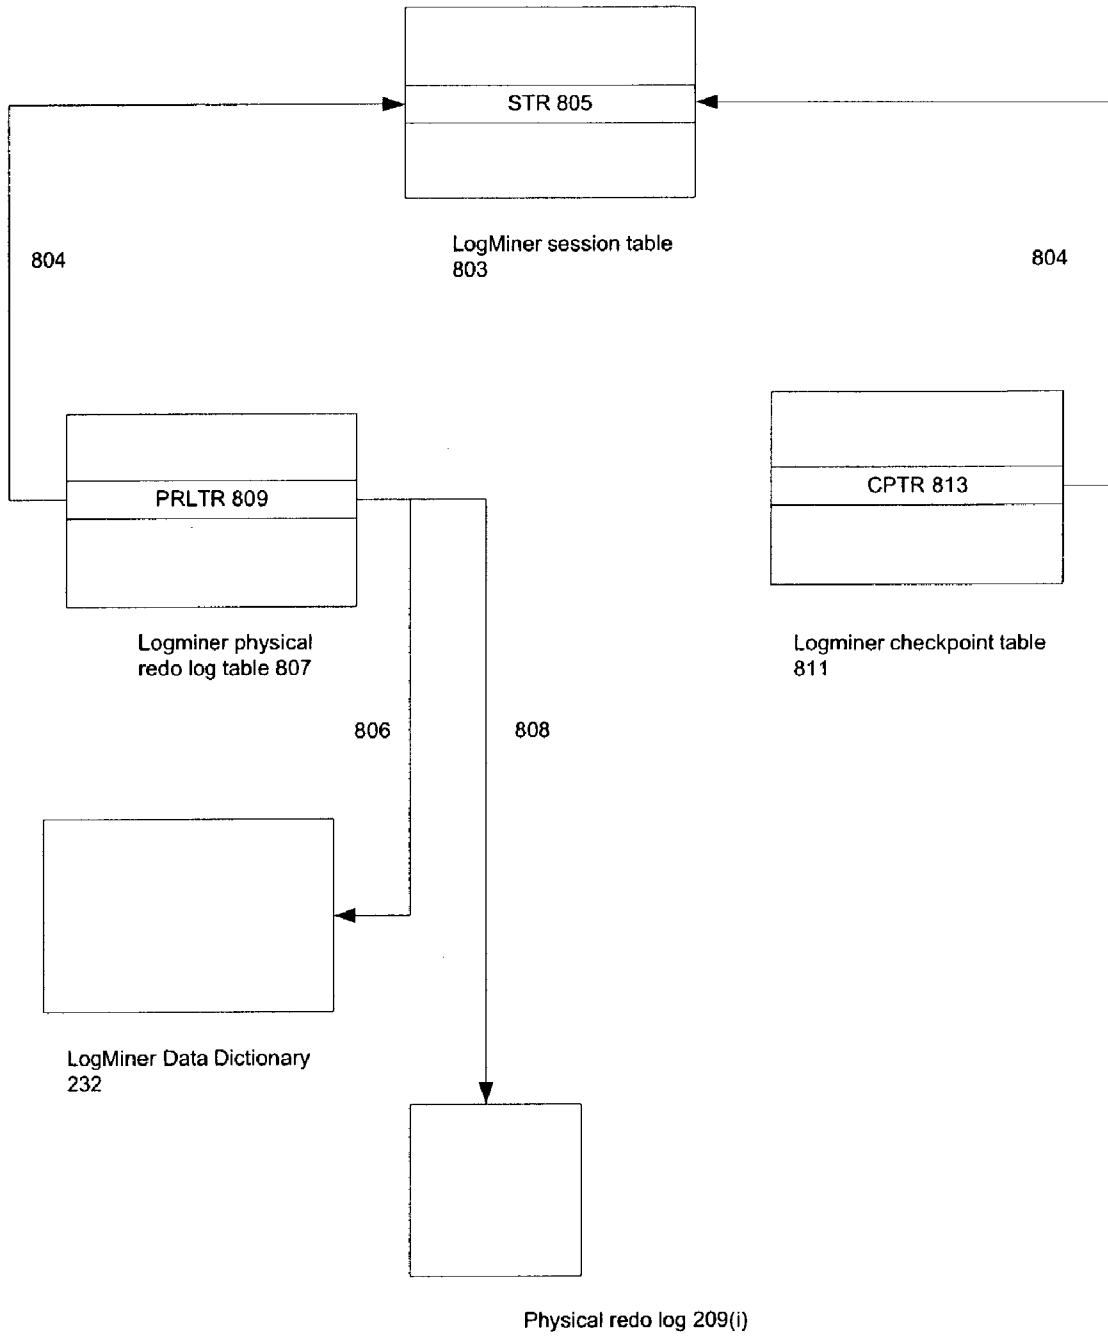 STR 805
LogMiner session table
803
804
804
PRLTR 809
CPTR 813
Logminer physical
redo log table 807
Logminer checkpoint table
811
806
808
LogMiner Data Dictionary
232
Physical redo log 209(i)